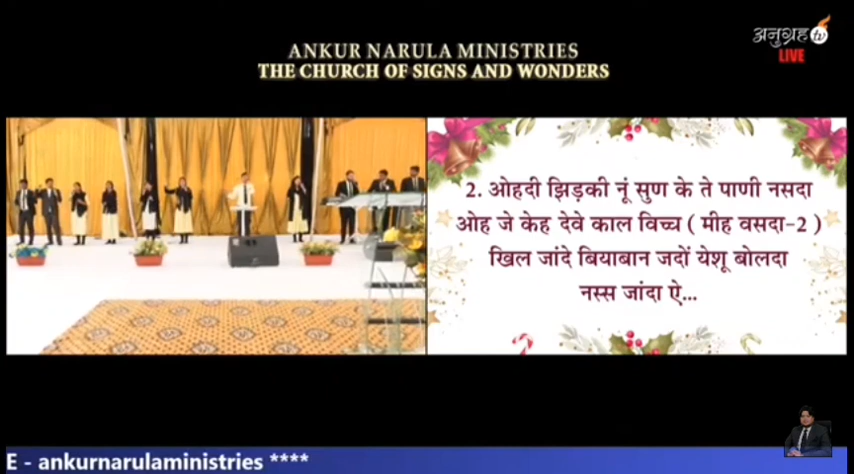 अनुग्रह tv
LIVE
ANKUR NARULA MINISTRIES
THE CHURCH OF SIGNS AND WONDERS
2. ओहदी झिड़की नूं सुण के ते पाणी नसदा
ओह जे केह देवे काल विच्च ( मीह वसदा-2 )
खिल जांदे बियाबान जदों येशू बोलदा
नस्स जांदा ऐ...
E - ankurnarulaministries ****